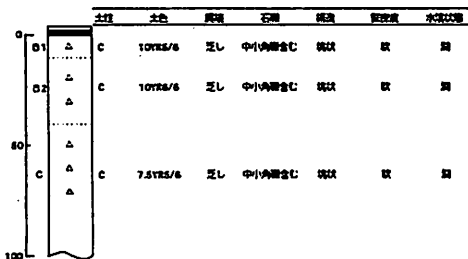 土性 土色 腐植 石礫 構造 堅密度 水湿状態
0
B1 C 10YR5/6 乏し 中小角礫含む 塊状 軟 潤
B2 C 10YR5/6 乏し 中小角礫含む 塊状 軟 潤
50
C C 7.5YR5/6 乏し 中小角礫含む 塊状 軟 潤
100